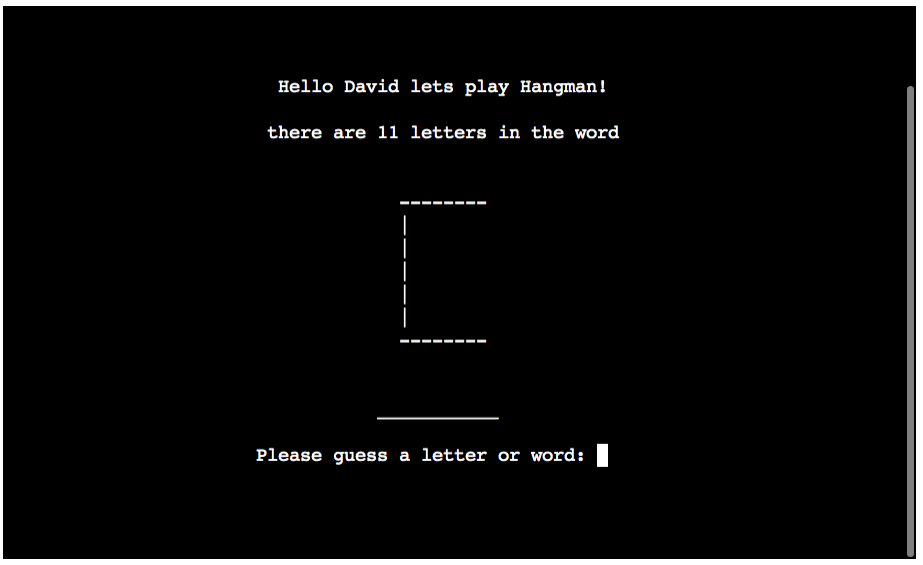 Hello David lets play Hangman!
there are 11 letters in the word
--------
|
|
|
|
|
--------
___________
Please guess a letter or word: